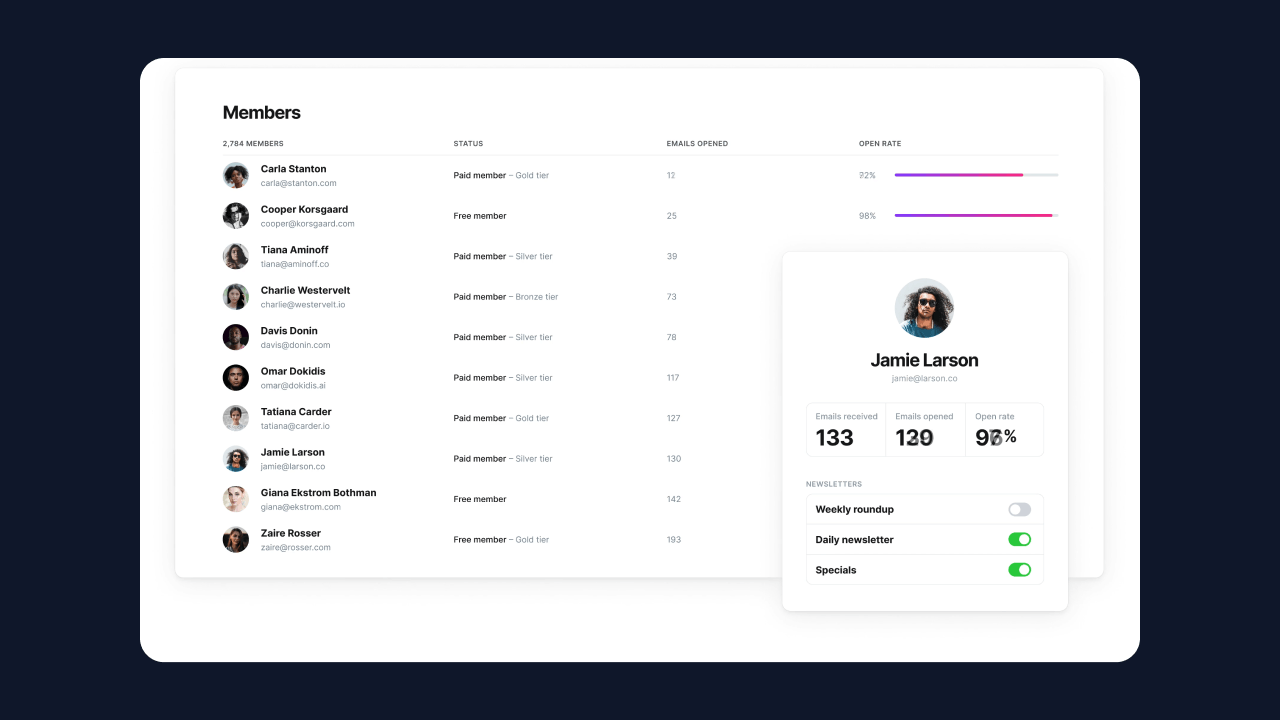 Members
2,784 MEMBERS STATUS EMAILS OPENED OPEN RATE
Carla Stanton
carla@stanton.com
Paid member – Gold tier
Cooper Korsgaard
cooper@korsgaard.com
Free member 25 98%
Tiana Aminoff
tiana@aminoff.co
Paid member – Silver tier 39
Charlie Westervelt
charlie@westervelt.io
Paid member – Bronze tier 73
Davis Donin
davis@donin.com
Paid member – Silver tier 78
Omar Dokidis
omar@dokidis.ai
Paid member – Silver tier 117
Tatiana Carder
tatiana@carder.io
Paid member – Gold tier 127
Jamie Larson
jamie@larson.co
Paid member – Silver tier 130
Giana Ekstrom Bothman
giana@ekstrom.com
Free member 142
Zaire Rosser
zaire@rosser.com
Free member – Gold tier 193
Jamie Larson
jamie@larson.co
Emails received Emails opened Open rate
133
NEWSLETTERS
Weekly roundup
Daily newsletter
Specials